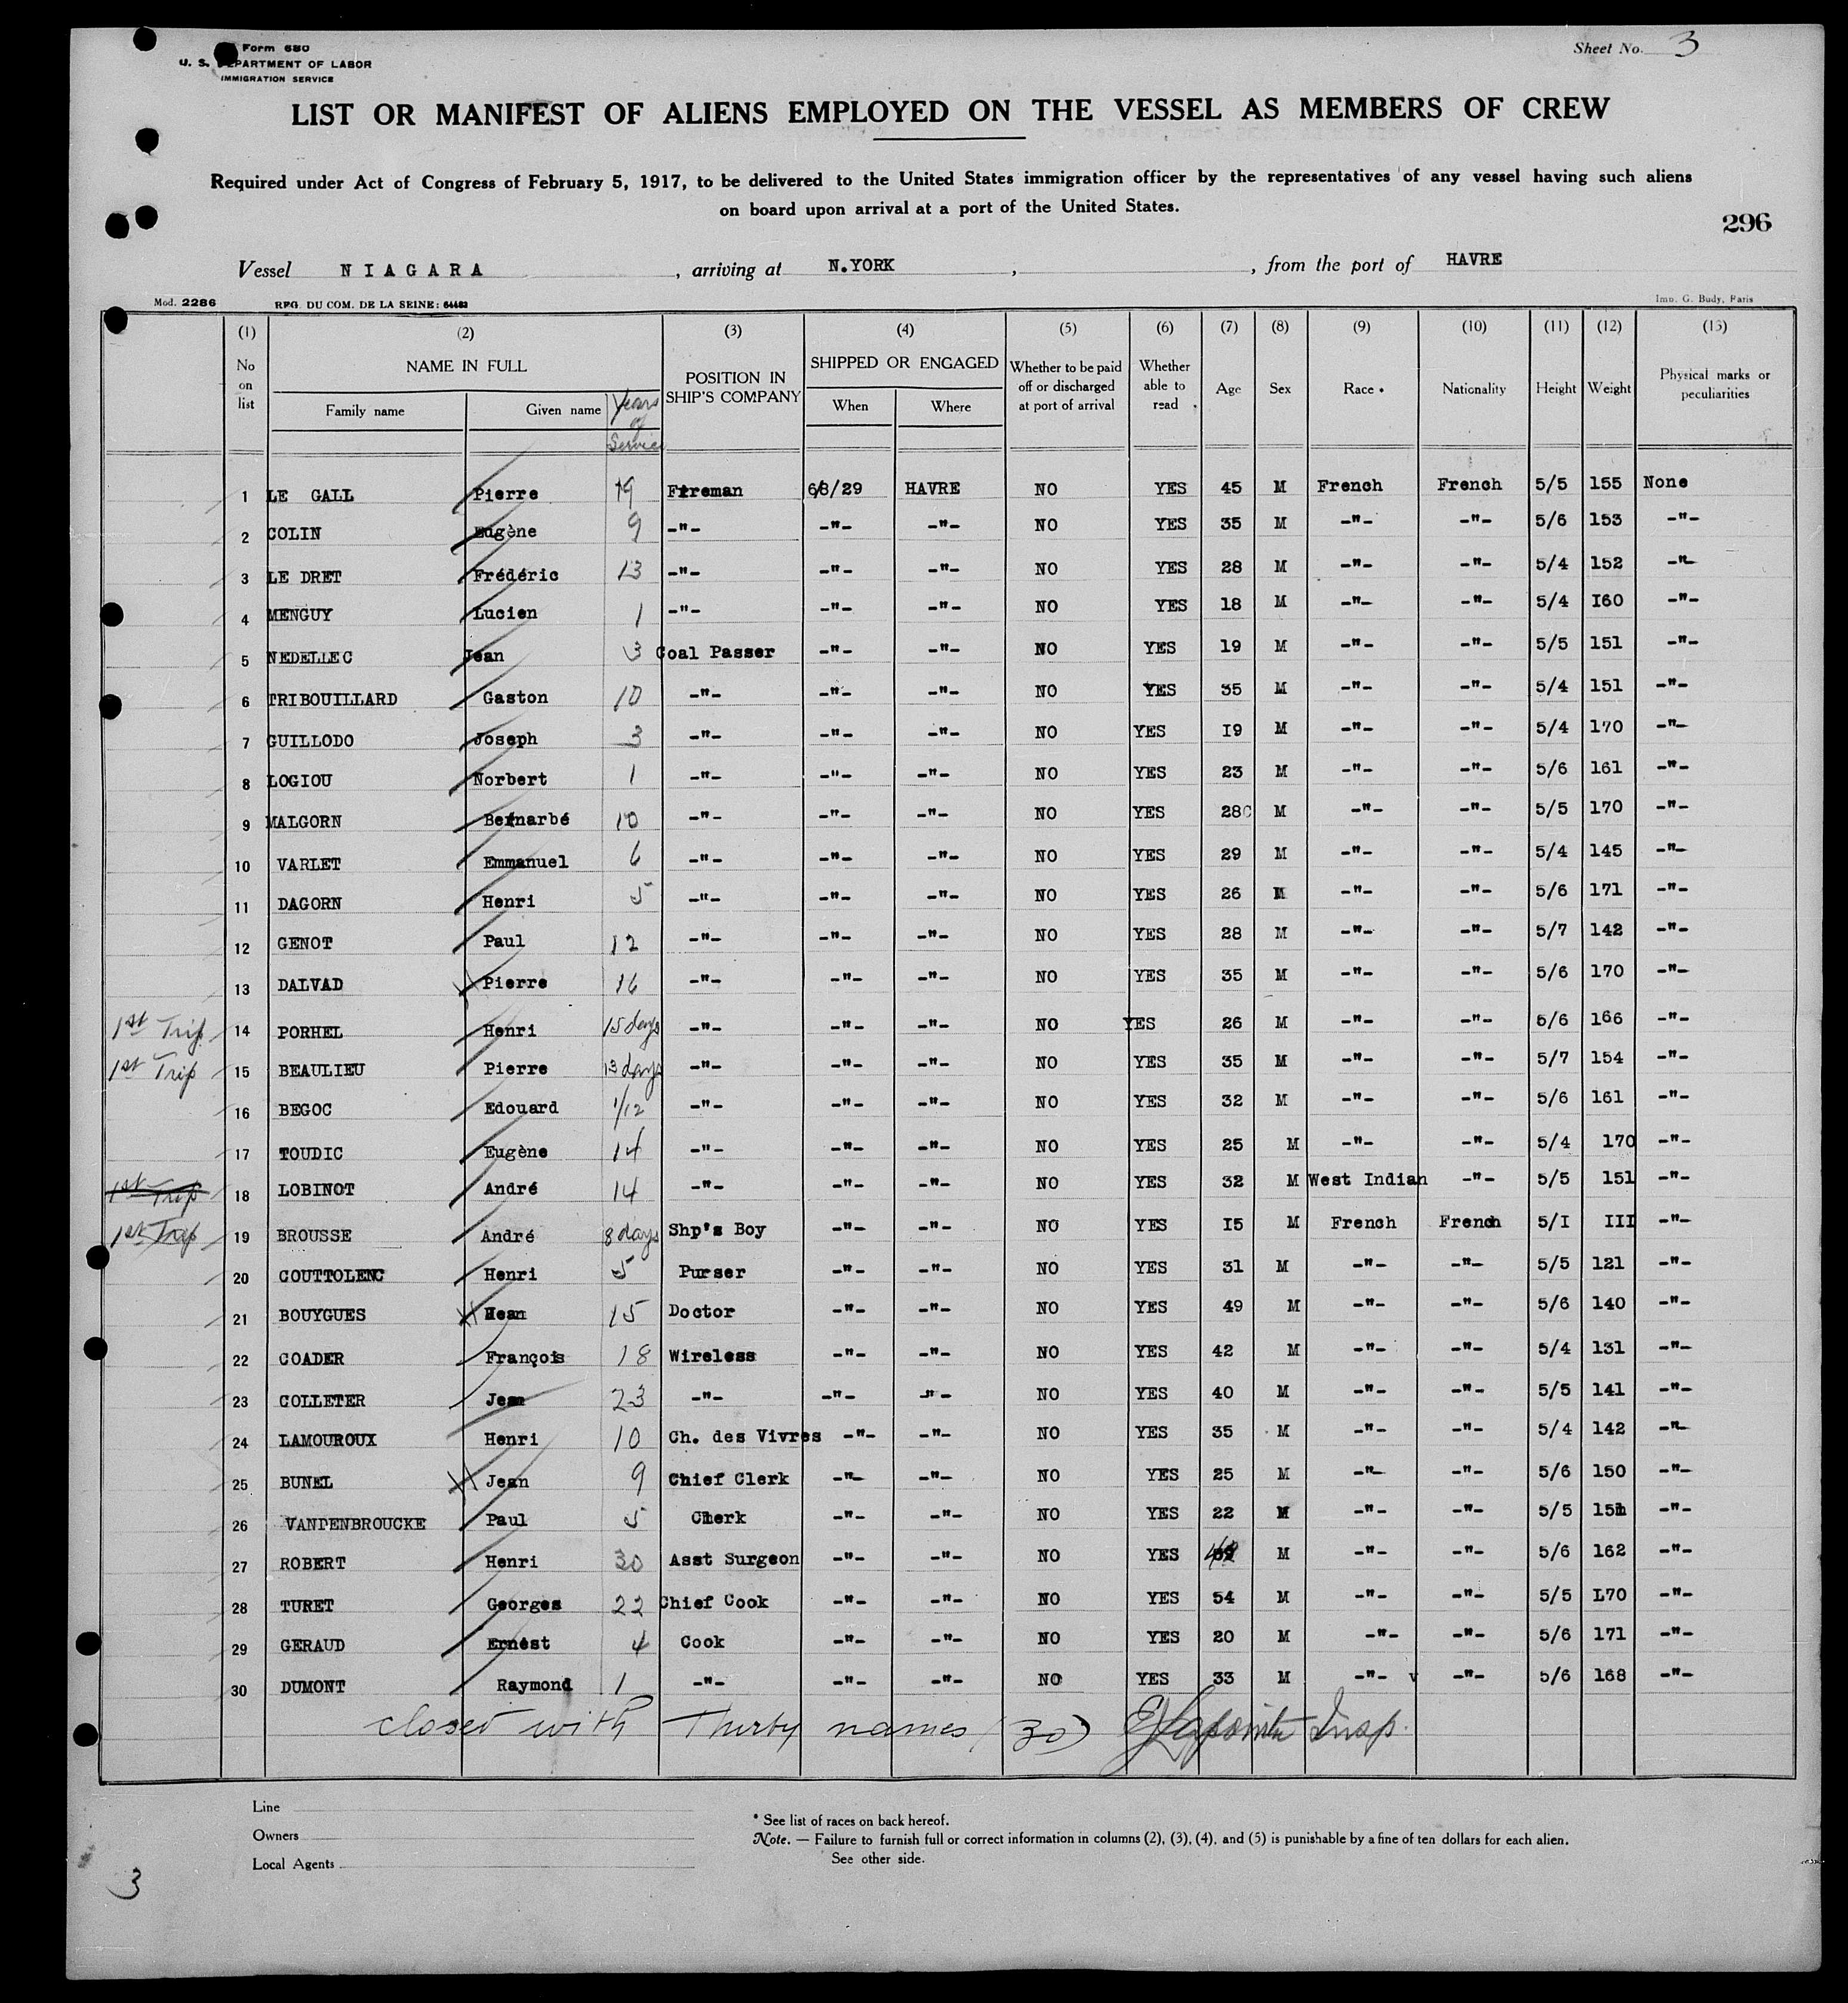 Form 680
U. S. DEPARTMENT OF LABOR
IMMIGRATION SERVICE
Sheet No. 3
LIST OR MANIFEST OF ALIENS EMPLOYED ON THE VESSEL AS MEMBERS OF CREW
Required under Act of Congress of February 5, 1917, to be delivered to the United States immigration officer by the representatives of any vessel having such aliens
on board upon arrival at a port of the United States.
296
Vessel NIAGARA, arriving at N.YORK, , from the port of HAVRE
Mod. 2286 REG. DU COM. DE LA SEINE: 64462 Imp. G. Budy, Paris
(1) (2) (3) (4) (5) (6) (7) (8) (9) (10) (11) (12) (13)
No on list NAME IN FULL Family name Given name Years of Service POSITION IN SHIP'S COMPANY SHIPPED OR ENGAGED When Where Whether to be paid off or discharged at port of arrival Whether able to read Age Sex Race * Nationality Height Weight Physical marks or peculiarities
1 LE GALL Pierre 19 Fireman 6/8/29 HAVRE NO YES 45 M French French 5/5 155 None
2 COLIN Eugène 9 -"- -"- -"- NO YES 35 M -"- -"- 5/6 153 -"-
3 LE DRET Frédéric 13 -"- -"- -"- NO YES 28 M -"- -"- 5/4 152 -"-
4 MENGUY Lucien 1 -"- -"- -"- NO YES 18 M -"- -"- 5/4 I60 -"-
5 NEDELLEC Jean 3 Coal Passer -"- -"- NO YES 19 M -"- -"- 5/5 151 -"-
6 TRIBOUILLARD Gaston 10 -"- -"- -"- NO YES 35 M -"- -"- 5/4 151 -"-
7 GUILLODO Joseph 3 -"- -"- -"- NO YES I9 M -"- -"- 5/4 170 -"-
8 LOGIOU Norbert 1 -"- -"- -"- NO YES 23 M -"- -"- 5/6 161 -"-
9 MALGORN Bernarbé 10 -"- -"- -"- NO YES 28 M -"- -"- 5/5 170 -"-
10 VARLET Emmanuel 6 -"- -"- -"- NO YES 29 M -"- -"- 5/4 145 -"-
11 DAGORN Henri 5 -"- -"- -"- NO YES 26 M -"- -"- 5/6 171 -"-
12 GENOT Paul 12 -"- -"- -"- NO YES 28 M -"- -"- 5/7 142 -"-
13 DALVAD Pierre 16 -"- -"- -"- NO YES 35 M -"- -"- 5/6 170 -"-
1st Trip 14 PORHEL Henri 15 days -"- -"- -"- NO YES 26 M -"- -"- 6/6 166 -"-
1st Trip 15 BEAULIEU Pierre 13 days -"- -"- -"- NO YES 35 M -"- -"- 5/7 154 -"-
16 BEGOC Edouard 1/12 -"- -"- -"- NO YES 32 M -"- -"- 5/6 161 -"-
17 TOUDIC Eugène 14 -"- -"- -"- NO YES 25 M -"- -"- 5/4 170 -"-
1st Trip 18 LOBINOT André 14 -"- -"- -"- NO YES 32 M West Indian -"- 5/5 151 -"-
1st Trip 19 BROUSSE André 8 days Shp's Boy -"- -"- NO YES I5 M French French 5/I III -"-
20 COUTTOLENC Henri 5 Purser -"- -"- NO YES 31 M -"- -"- 5/5 121 -"-
21 BOUYGUES Jean 15 Doctor -"- -"- NO YES 49 M -"- -"- 5/6 140 -"-
22 COADER François 18 Wireless -"- -"- NO YES 42 M -"- -"- 5/4 131 -"-
23 COLLETER Jean 23 -"- -"- -"- NO YES 40 M -"- -"- 5/5 141 -"-
24 LAMOUROUX Henri 10 Ch. des Vivres -"- -"- NO YES 35 M -"- -"- 5/4 142 -"-
25 BUNEL Jean 9 Chief Clerk -"- -"- NO YES 25 M -"- -"- 5/6 150 -"-
26 VANPENBROUCKE Paul 5 Clerk -"- -"- NO YES 22 M -"- -"- 5/5 151 -"-
27 ROBERT Henri 30 Asst Surgeon -"- -"- NO YES M -"- -"- 5/6 162 -"-
28 TURET Georges 22 Chief Cook -"- -"- NO YES 54 M -"- -"- 5/5 L70 -"-
29 GERAUD Ernest 4 Cook -"- -"- NO YES 20 M -"- -"- 5/6 171 -"-
30 DUMONT Raymond 1 -"- -"- -"- NO YES 33 M -"- v -"- 5/6 168 -"-
closed with Thirty names (30) Insp.
Line
Owners
Local Agents
* See list of races on back hereof.
Note. — Failure to furnish full or correct information in columns (2), (3), (4), and (5) is punishable by a fine of ten dollars for each alien.
See other side.
3